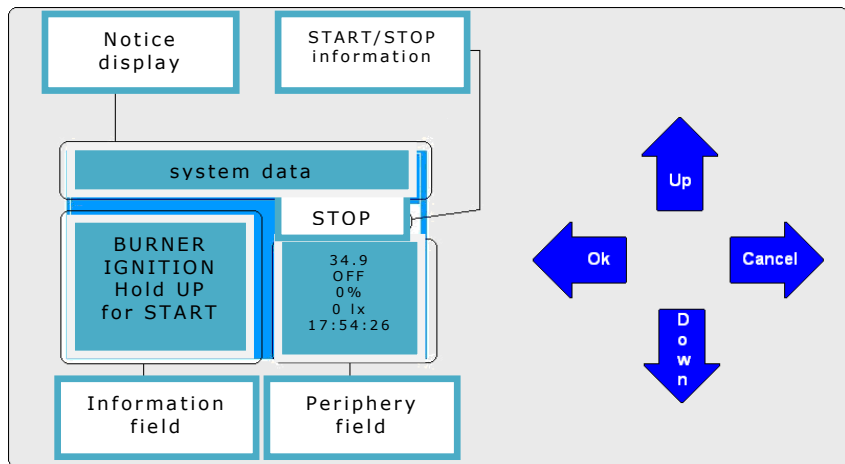 Notice
display
START/STOP
information
system data
STOP
BURNER
IGNITION
Hold UP
for START
34.9
OFF
0%
0 lx
17:54:26
Information
field
Periphery
field
Up
Ok
Cancel
Down